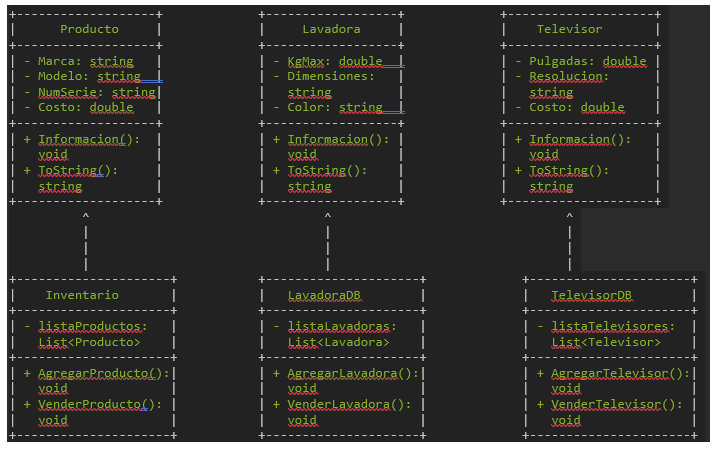 Producto
- Marca: string
- Modelo: string
- NumSerie: string
- Costo: double
+ Informacion():
void
+ ToString():
string
Lavadora
- KgMax: double
- Dimensiones:
string
- Color: string
+ Informacion():
void
+ ToString():
string
Televisor
- Pulgadas: double
- Resolucion:
string
- Costo: double
+ Informacion():
void
+ ToString():
string
Inventario
- listaProductos:
List<Producto>
+ AgregarProducto():
void
+ VenderProducto():
void
LavadoraDB
- listaLavadoras:
List<Lavadora>
+ AgregarLavadora():
void
+ VenderLavadora():
void
TelevisorDB
- listaTelevisores:
List<Televisor>
+ AgregarTelevisor():
void
+ VenderTelevisor():
void